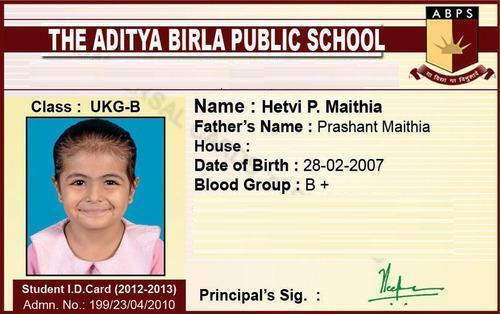 ABPS
THE ADITYA BIRLA PUBLIC SCHOOL
या विद्या सा विमुक्तये
Class : UKG-B
Name : Hetvi P. Maithia
Father's Name : Prashant Maithia
House :
Date of Birth : 28-02-2007
Blood Group : B +
Student I.D.Card (2012-2013)
Admn. No.: 199/23/04/2010
Principal's Sig. :